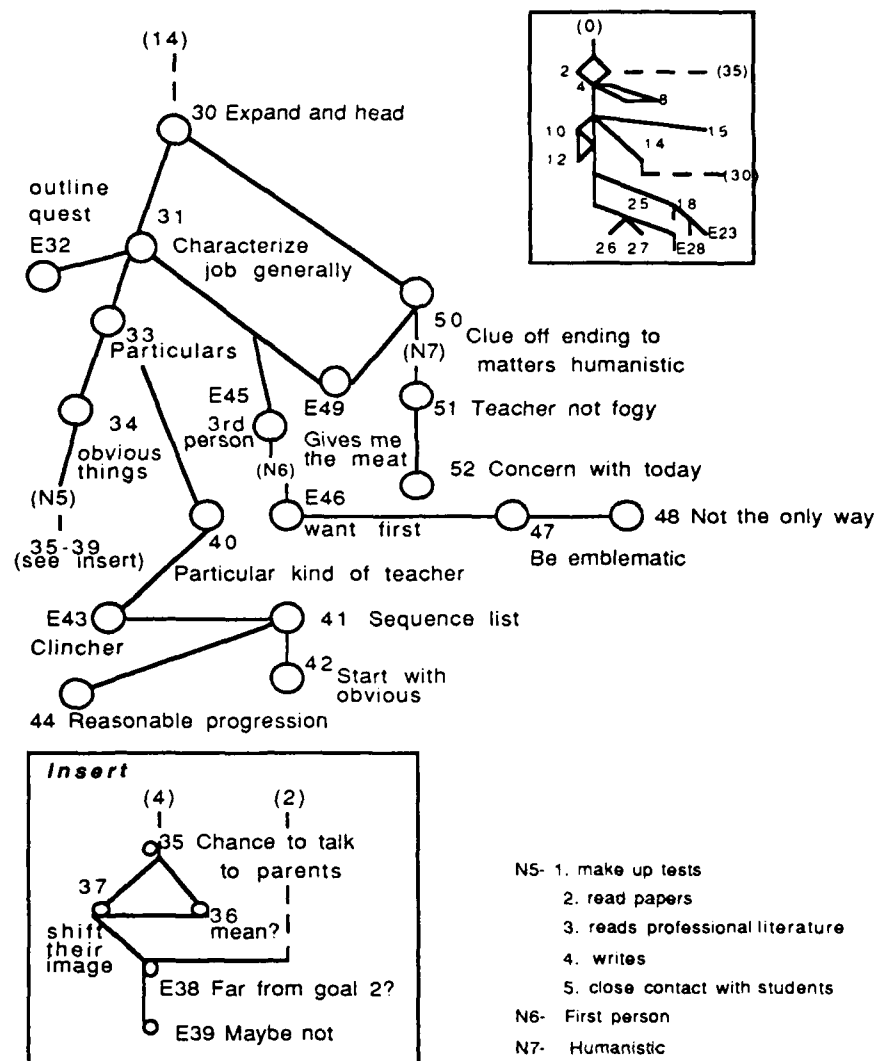 (14)
30 Expand and head
outline
quest
E32
31
Characterize
job generally
33
Particulars
50
Clue off ending to
matters humanistic
(N7)
34
obvious
things
E45
3rd
person
(N6)
E49
Gives me
the meat
51 Teacher not fogy
52 Concern with today
(N5)
35-39
(see insert)
40
Particular kind of teacher
E46
want first
47
Be emblematic
48 Not the only way
E43
Clincher
41 Sequence list
42
Start with
obvious
44 Reasonable progression
(0)
2
(35)
4
8
10
15
14
12
(30)
25
18
E23
26
27
E28
Insert
(4)
(2)
35 Chance to talk
to parents
37
36
mean?
shift
their
image
E38 Far from goal 2?
E39 Maybe not
N5- 1. make up tests
2. read papers
3. reads professional literature
4. writes
5. close contact with students
N6- First person
N7- Humanistic